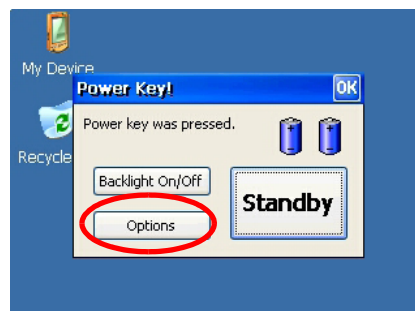 My Device
Power Key!
OK
Power key was pressed.
Recycle
Backlight On/Off
Standby
Options